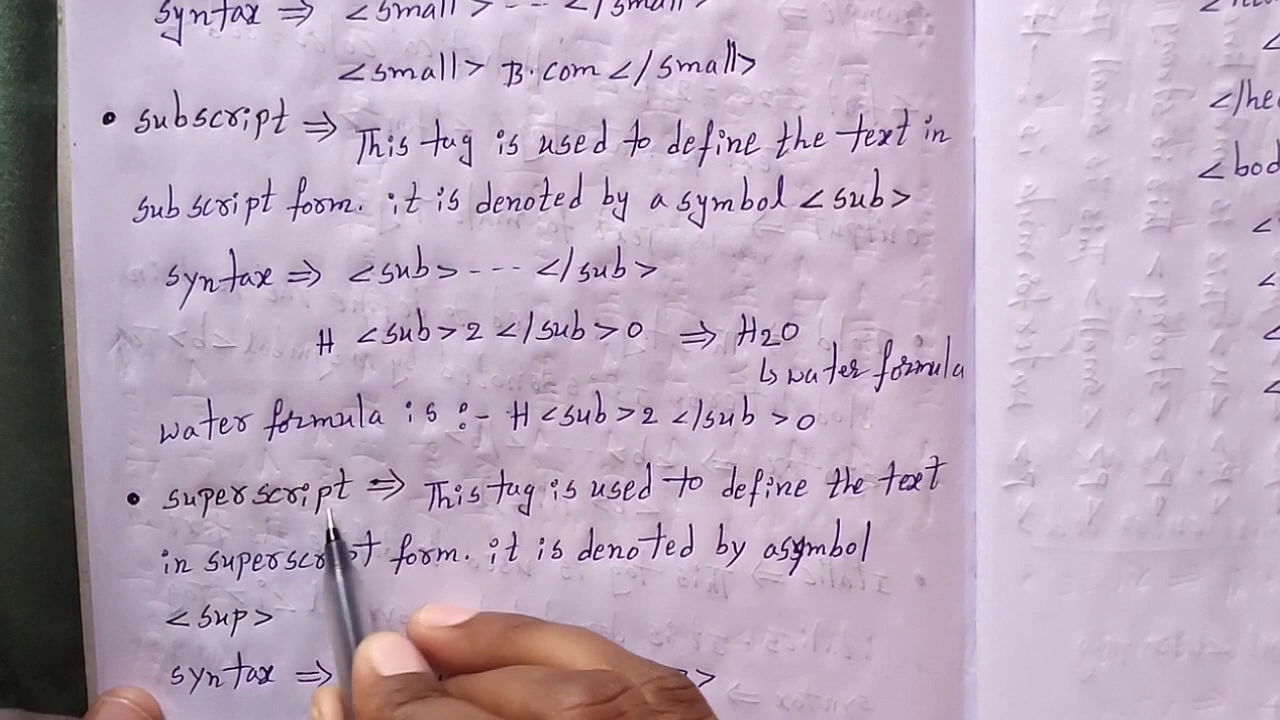 syntax ⇒ <small> --- </small>
<small> B.com </small>
• subscript ⇒ This tag is used to define the text in
subscript form. it is denoted by a symbol <sub>
syntax ⇒ <sub> --- </sub>
H <sub>2 </sub>0 ⇒ H2O
↳ water formula
water formula is :- H <sub>2 </sub>0
• superscript ⇒ This tag is used to define the text
in superscript form. it is denoted by a symbol
<sup>
syntax ⇒ >
</he
<bod